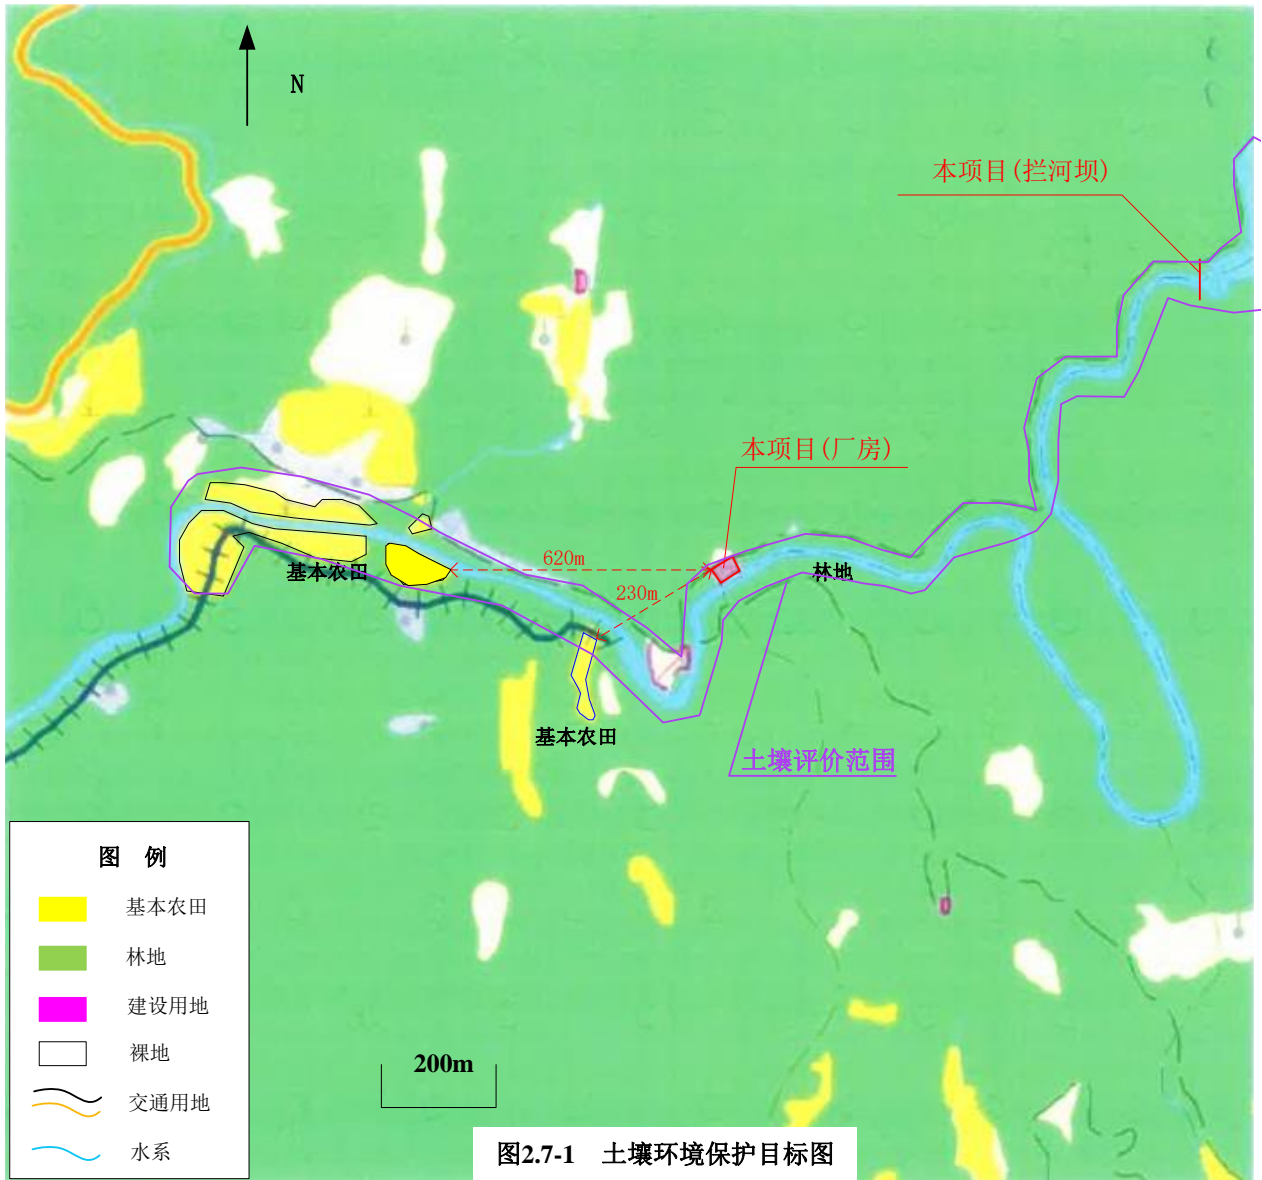 N
本项目(拦河坝)
本项目(厂房)
620m
230m
基本农田
林地
基本农田
土壤评价范围
图 例
基本农田
林地
建设用地
裸地
交通用地
水系
200m
图2.7-1 土壤环境保护目标图